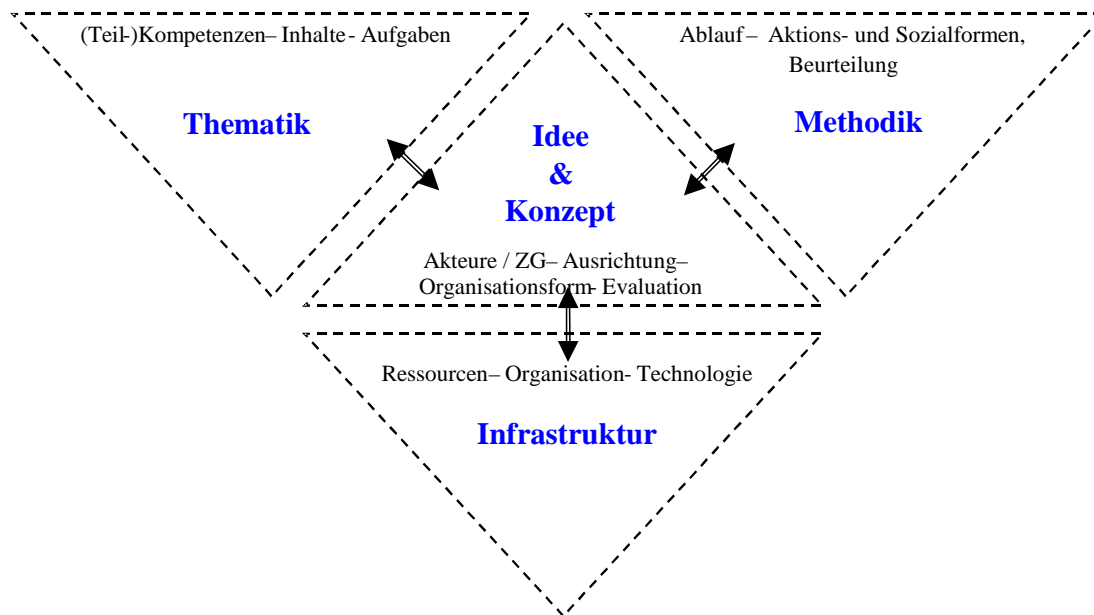 (Teil-)Kompetenzen– Inhalte - Aufgaben
Thematik
Ablauf – Aktions- und Sozialformen,
Beurteilung
Methodik
Idee
&
Konzept
Akteure / ZG– Ausrichtung–
Organisationsform- Evaluation
Ressourcen– Organisation- Technologie
Infrastruktur